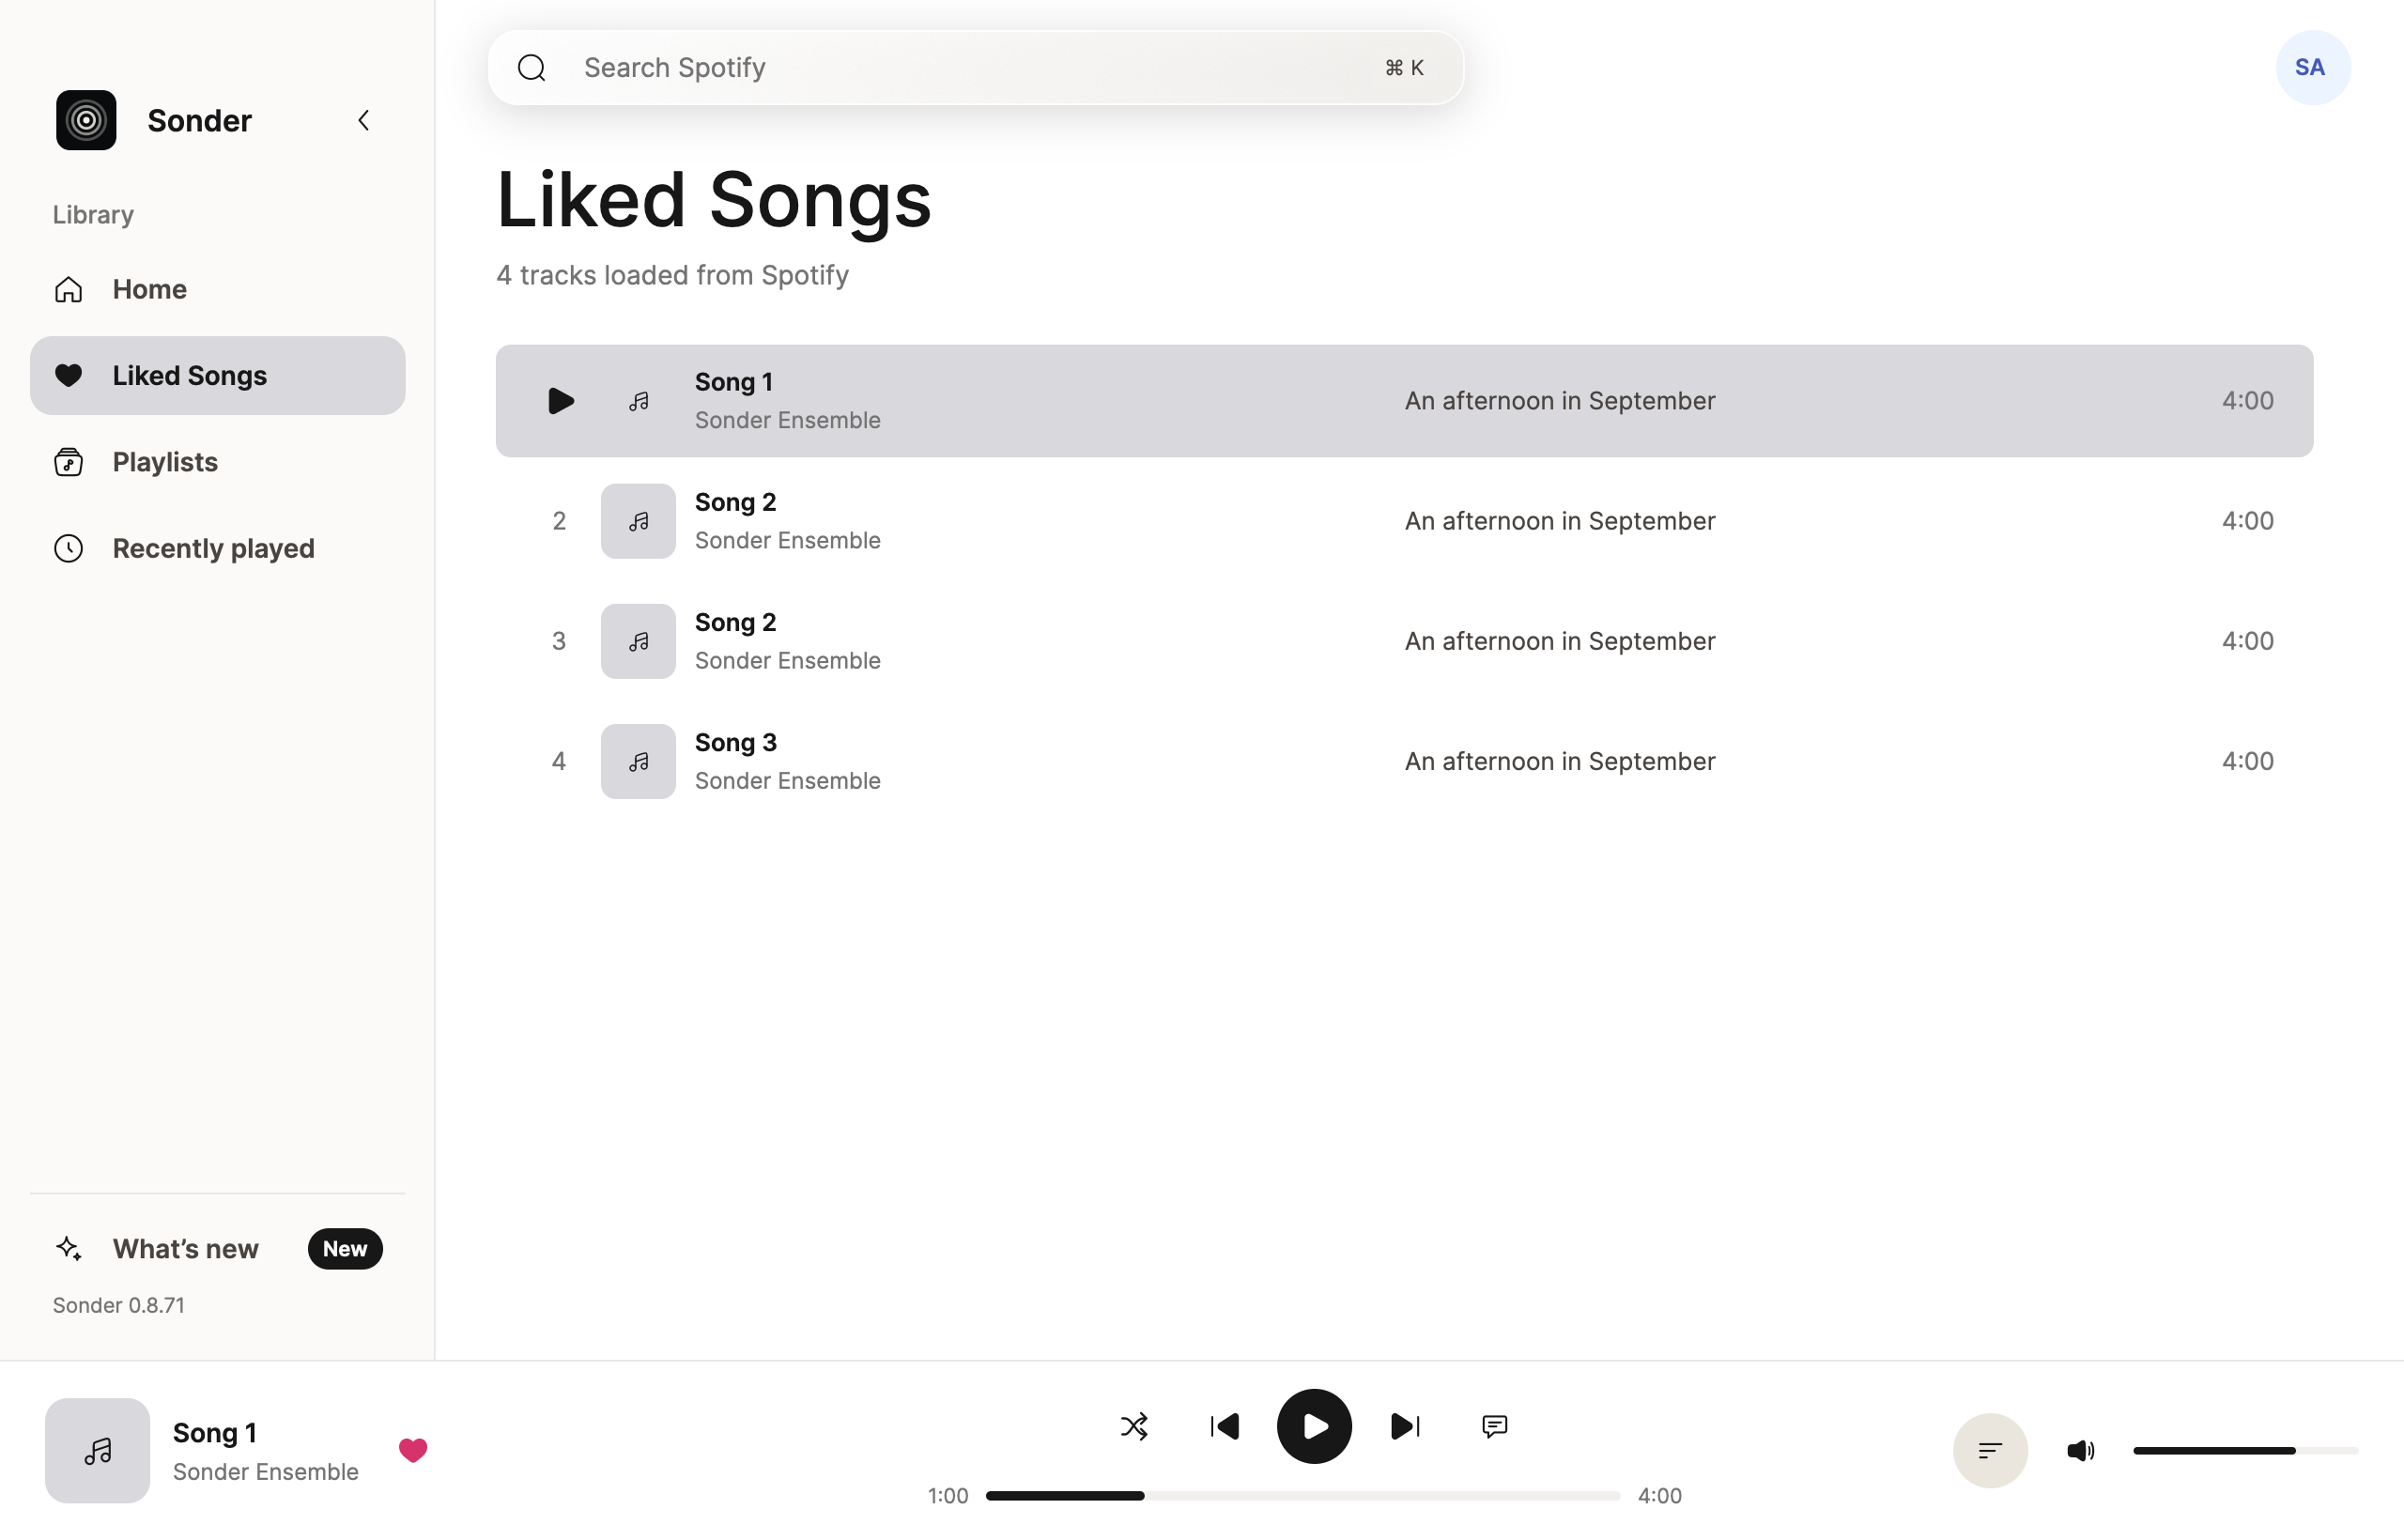 Sonder
Library
Home
Liked Songs
Playlists
Recently played
What’s new New
Sonder 0.8.71
Search Spotify ⌘ K
SA
Liked Songs
4 tracks loaded from Spotify
Song 1
Sonder Ensemble
An afternoon in September
4:00
2
Song 2
Sonder Ensemble
An afternoon in September
4:00
3
Song 2
Sonder Ensemble
An afternoon in September
4:00
4
Song 3
Sonder Ensemble
An afternoon in September
4:00
Song 1
Sonder Ensemble
1:00
4:00